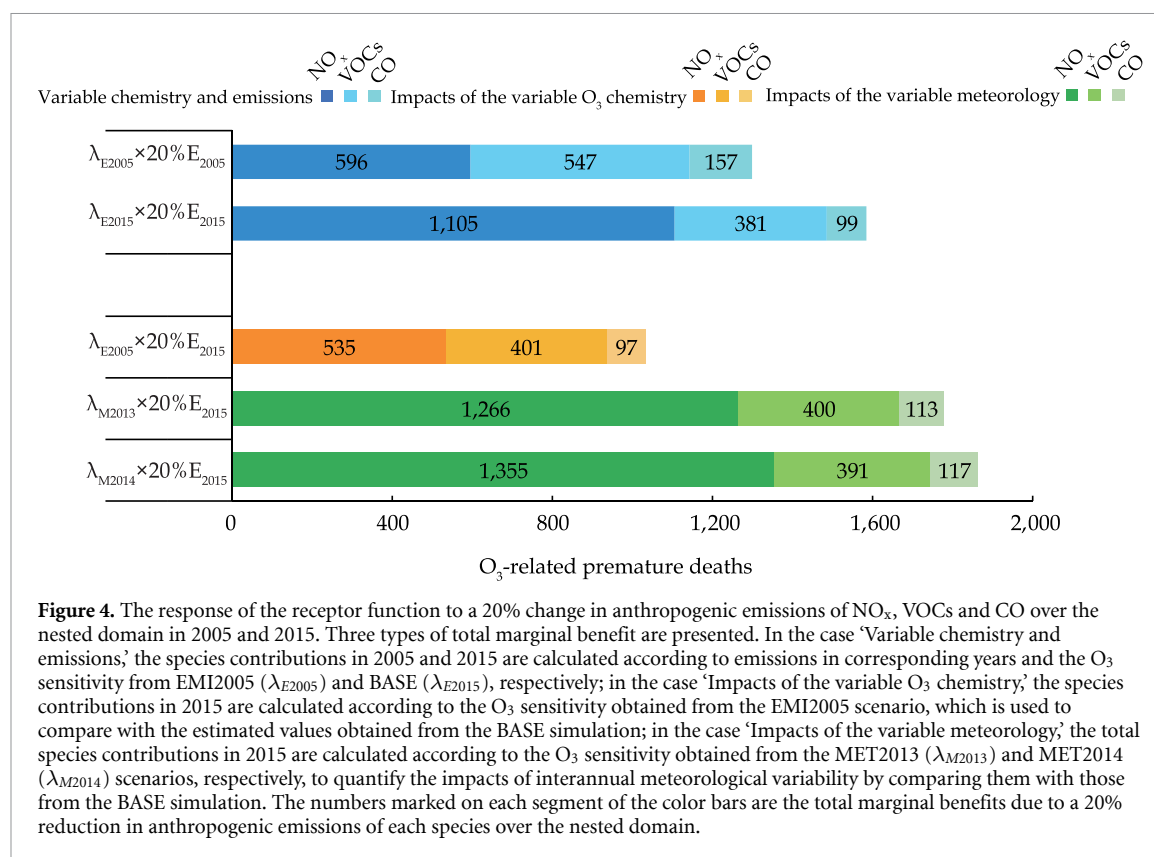 NOₓ VOCs CO NOₓ VOCs CO NOₓ VOCs CO
Variable chemistry and emissions Impacts of the variable O₃ chemistry Impacts of the variable meteorology
λE2005×20%E2005 596 547 157
λE2015×20%E2015 1,105 381 99
λE2005×20%E2015 535 401 97
λM2013×20%E2015 1,266 400 113
λM2014×20%E2015 1,355 391 117
0 400 800 1,200 1,600 2,000
O₃-related premature deaths
Figure 4. The response of the receptor function to a 20% change in anthropogenic emissions of NOₓ, VOCs and CO over the
nested domain in 2005 and 2015. Three types of total marginal benefit are presented. In the case ‘Variable chemistry and
emissions,’ the species contributions in 2005 and 2015 are calculated according to emissions in corresponding years and the O₃
sensitivity from EMI2005 (λE2005) and BASE (λE2015), respectively; in the case ‘Impacts of the variable O₃ chemistry,’ the species
contributions in 2015 are calculated according to the O₃ sensitivity obtained from the EMI2005 scenario, which is used to
compare with the estimated values obtained from the BASE simulation; in the case ‘Impacts of the variable meteorology,’ the total
species contributions in 2015 are calculated according to the O₃ sensitivity obtained from the MET2013 (λM2013) and MET2014
(λM2014) scenarios, respectively, to quantify the impacts of interannual meteorological variability by comparing them with those
from the BASE simulation. The numbers marked on each segment of the color bars are the total marginal benefits due to a 20%
reduction in anthropogenic emissions of each species over the nested domain.